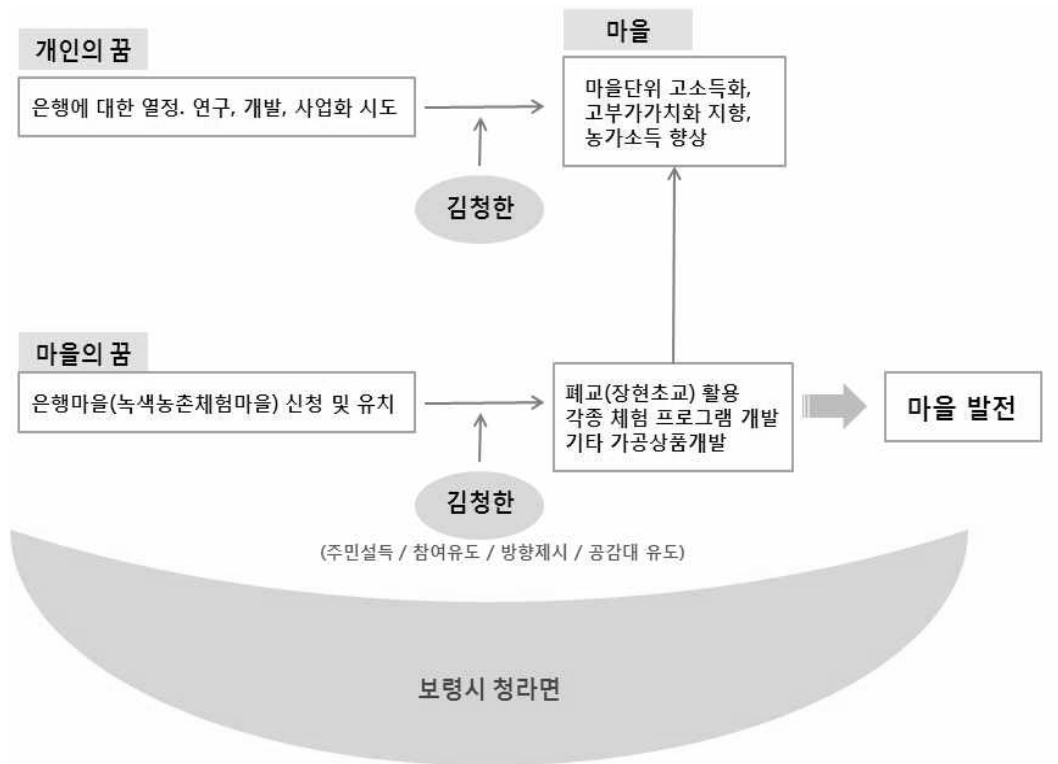 개인의 꿈
은행에 대한 열정. 연구, 개발, 사업화 시도
김청한
마을
마을단위 고소득화,
고부가가치화 지향,
농가소득 향상
마을의 꿈
은행마을(녹색농촌체험마을) 신청 및 유치
김청한
(주민설득 / 참여유도 / 방향제시 / 공감대 유도)
폐교(장현초교) 활용
각종 체험 프로그램 개발
기타 가공상품개발
마을 발전
보령시 청라면